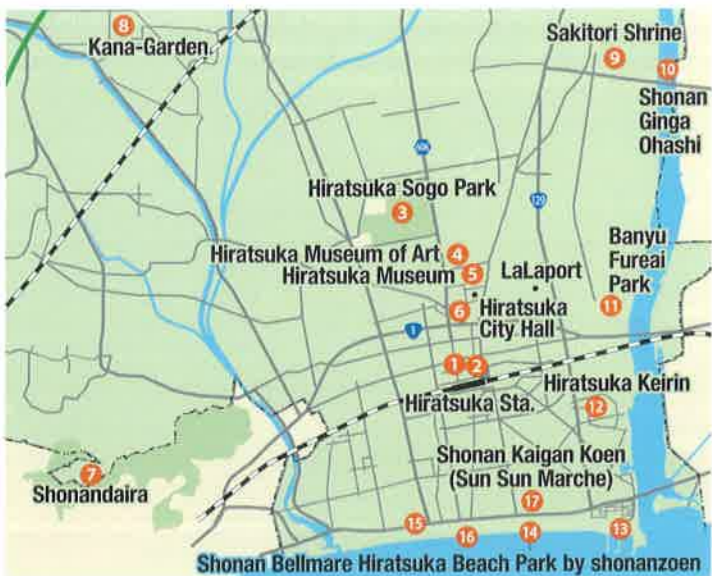 8
Kana-Garden
Sakitori Shrine
9
10
Shonan
Ginga
Ohashi
606
129
Hiratsuka Sogo Park
3
Hiratsuka Museum of Art
4
Hiratsuka Museum
5
LaLaport
Banyu
Fureai
Park
11
6
Hiratsuka
City Hall
1
1
2
Hiratsuka Sta.
Hiratsuka Keirin
12
7
Shonandaira
Shonan Kaigan Koen
(Sun Sun Marche)
17
15
16
14
13
Shonan Bellmare Hiratsuka Beach Park by shonanzoen